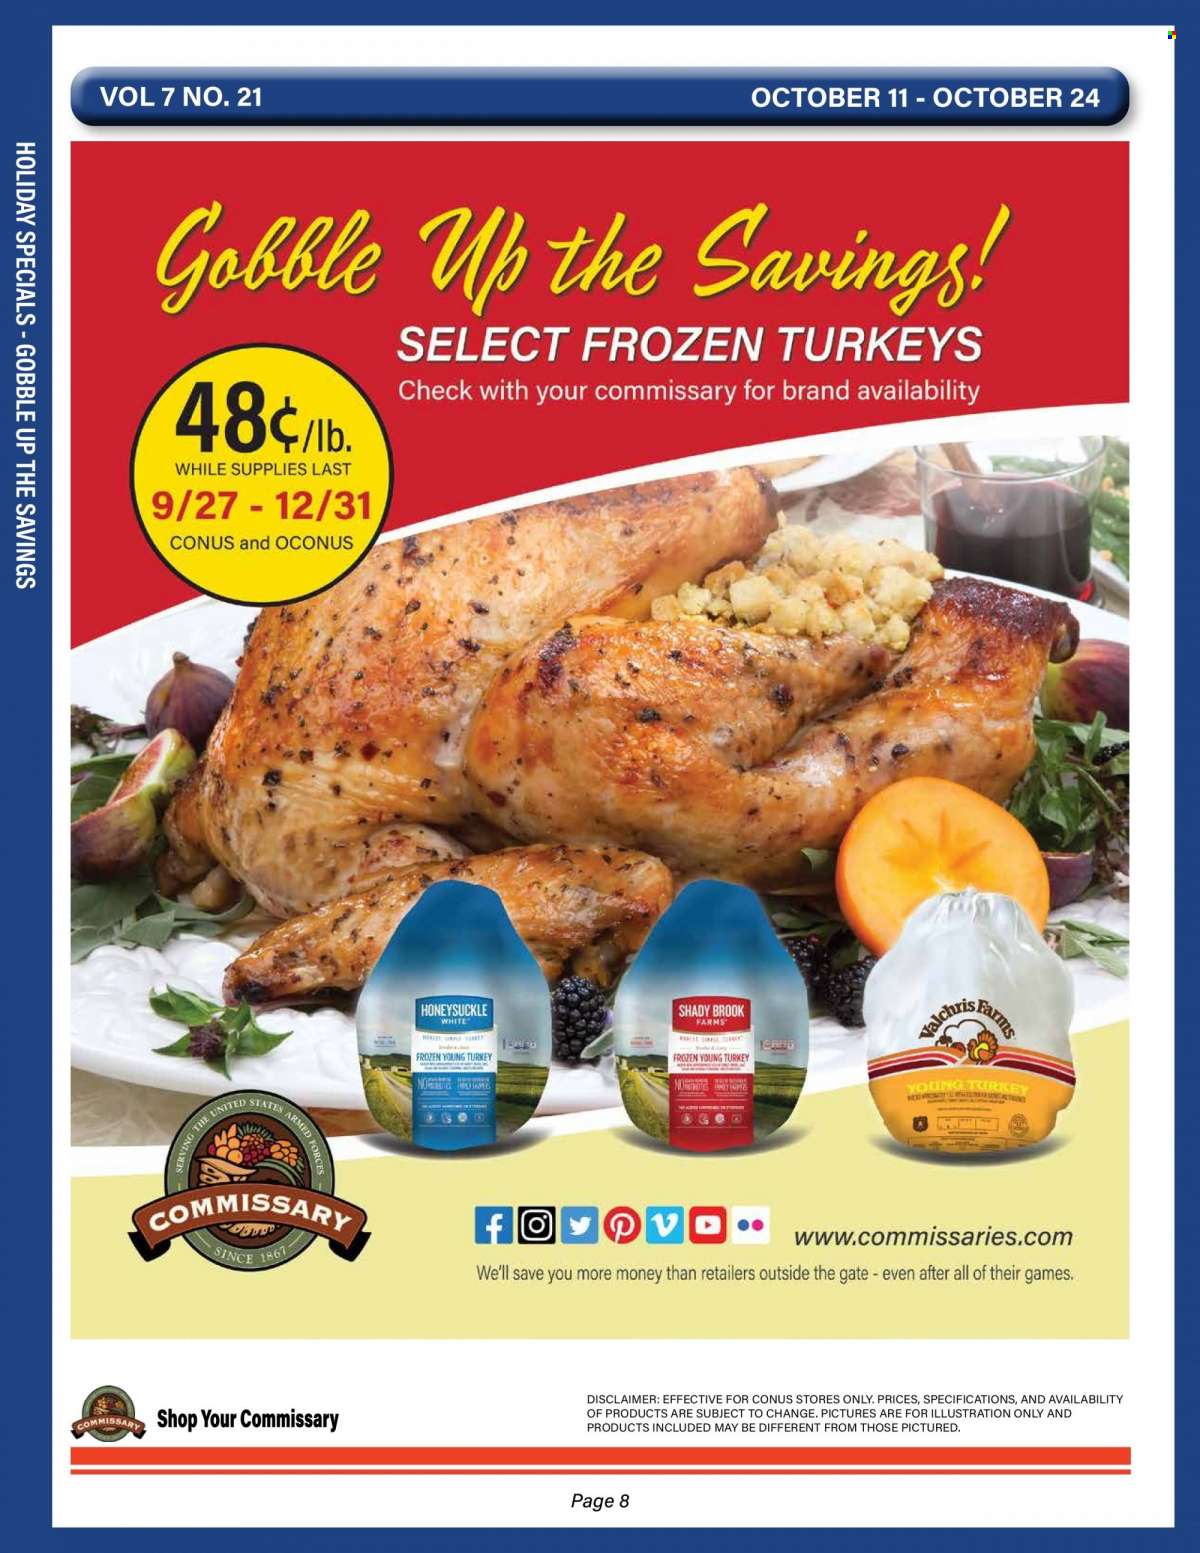 VOL 7 NO. 21
OCTOBER 11 - OCTOBER 24
HOLIDAY SPECIALS - GOBBLE UP THE SAVINGS
Gobble Up the Savings!
SELECT FROZEN TURKEYS
Check with your commissary for brand availability
48¢/lb.
WHILE SUPPLIES LAST
9/27 - 12/31
CONUS and OCONUS
HONEYSUCKLE
WHITE
FROZEN YOUNG TURKEY
SHADY BROOK
FARMS
FROZEN YOUNG TURKEY
Valchris Farms
YOUNG TURKEY
SERVING THE UNITED STATES ARMED FORCES
COMMISSARY
SINCE 1867
www.commissaries.com
We'll save you more money than retailers outside the gate - even after all of their games.
COMMISSARY
Shop Your Commissary
DISCLAIMER: EFFECTIVE FOR CONUS STORES ONLY. PRICES, SPECIFICATIONS, AND AVAILABILITY
OF PRODUCTS ARE SUBJECT TO CHANGE. PICTURES ARE FOR ILLUSTRATION ONLY AND
PRODUCTS INCLUDED MAY BE DIFFERENT FROM THOSE PICTURED.
Page 8